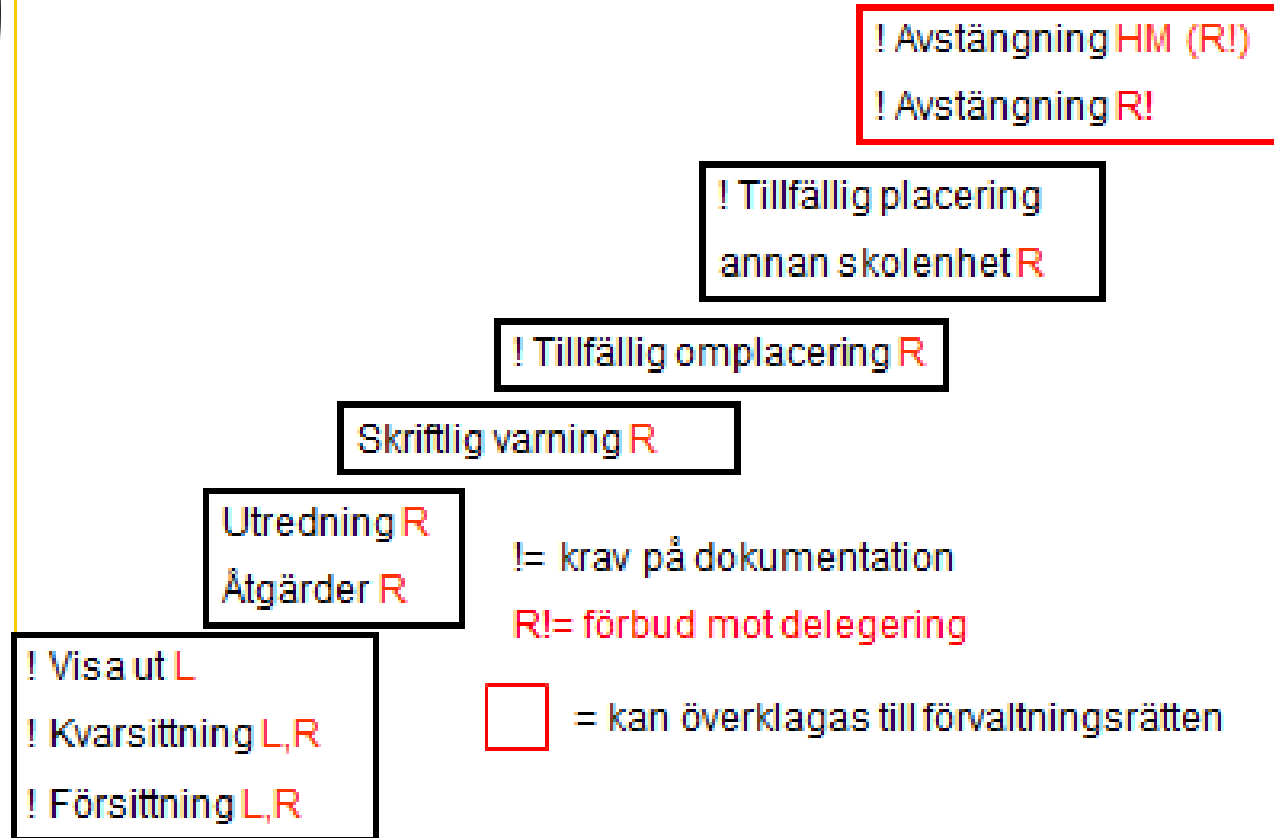 ! Avstängning HM (R!)
! Avstängning R!
! Tillfällig placering
annan skolenhet R
! Tillfällig omplacering R
Skriftlig varning R
Utredning R
Åtgärder R
!= krav på dokumentation
R!= förbud mot delegering
= kan överklagas till förvaltningsrätten
! Visa ut L
! Kvarsittning L,R
! Försittning L,R